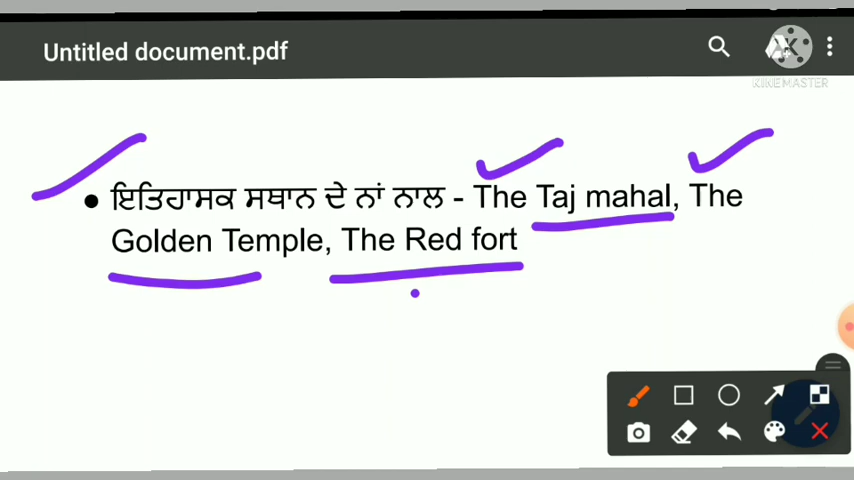 Untitled document.pdf
KINEMASTER
● ਇਤਿਹਾਸਕ ਸਥਾਨ ਦੇ ਨਾਂ ਨਾਲ - The Taj mahal, The
Golden Temple, The Red fort